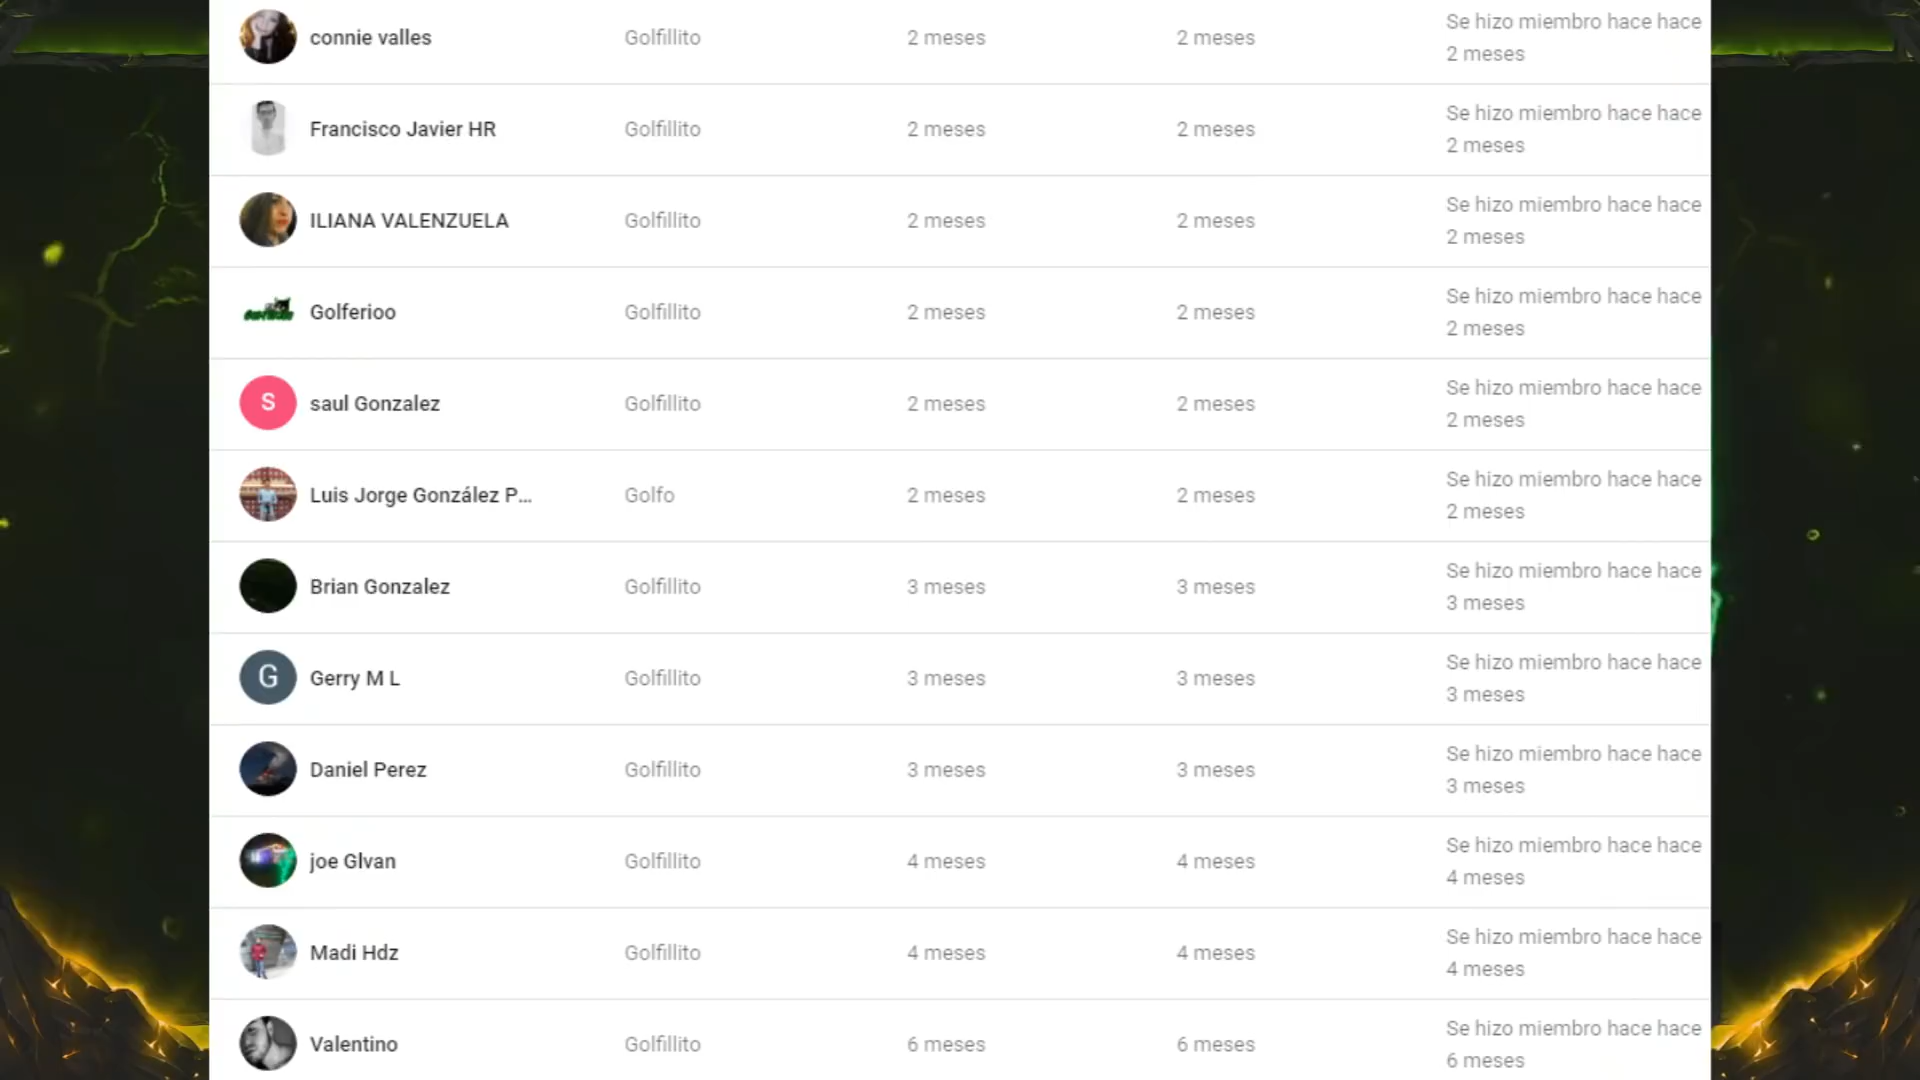 connie valles Golfillito 2 meses 2 meses Se hizo miembro hace hace
2 meses
Francisco Javier HR Golfillito 2 meses 2 meses Se hizo miembro hace hace
2 meses
ILIANA VALENZUELA Golfillito 2 meses 2 meses Se hizo miembro hace hace
2 meses
Golferioo Golfillito 2 meses 2 meses Se hizo miembro hace hace
2 meses
S saul Gonzalez Golfillito 2 meses 2 meses Se hizo miembro hace hace
2 meses
Luis Jorge González P... Golfo 2 meses 2 meses Se hizo miembro hace hace
2 meses
Brian Gonzalez Golfillito 3 meses 3 meses Se hizo miembro hace hace
3 meses
G Gerry M L Golfillito 3 meses 3 meses Se hizo miembro hace hace
3 meses
Daniel Perez Golfillito 3 meses 3 meses Se hizo miembro hace hace
3 meses
joe Glvan Golfillito 4 meses 4 meses Se hizo miembro hace hace
4 meses
Madi Hdz Golfillito 4 meses 4 meses Se hizo miembro hace hace
4 meses
Valentino Golfillito 6 meses 6 meses Se hizo miembro hace hace
6 meses